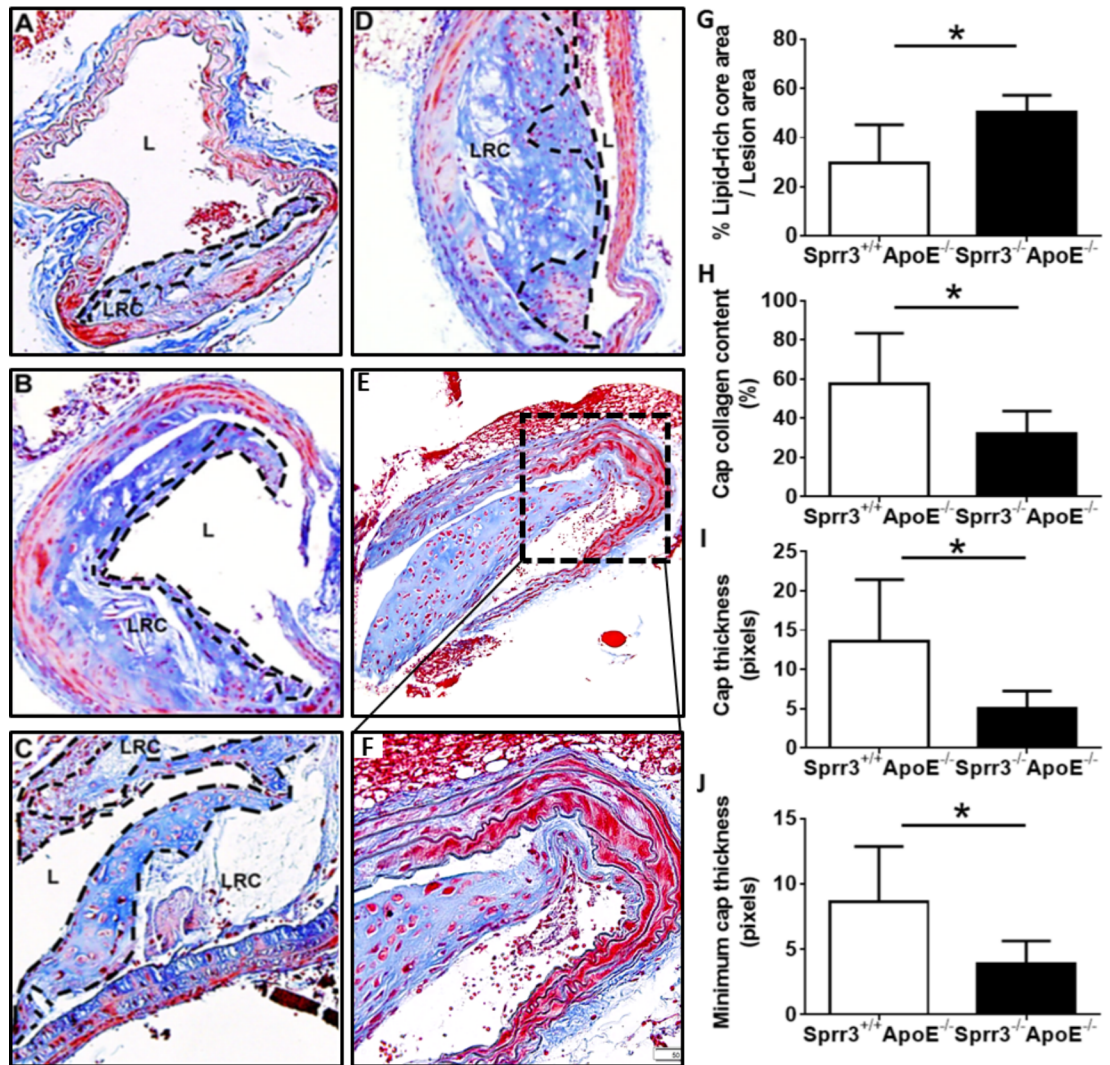 A
L
LRC
B
L
LRC
C
LRC
L
LRC
D
LRC
L
E
F
50
G
% Lipid-rich core area
/ Lesion area
80
60
40
20
0
Sprr3+/+ApoE-/-
Sprr3-/-ApoE-/-
*
H
Cap collagen content
(%)
100
80
60
40
20
0
Sprr3+/+ApoE-/-
Sprr3-/-ApoE-/-
*
I
Cap thickness
(pixels)
25
20
15
10
5
0
Sprr3+/+ApoE-/-
Sprr3-/-ApoE-/-
*
J
Minimum cap thickness
(pixels)
15
10
5
0
Sprr3+/+ApoE-/-
Sprr3-/-ApoE-/-
*